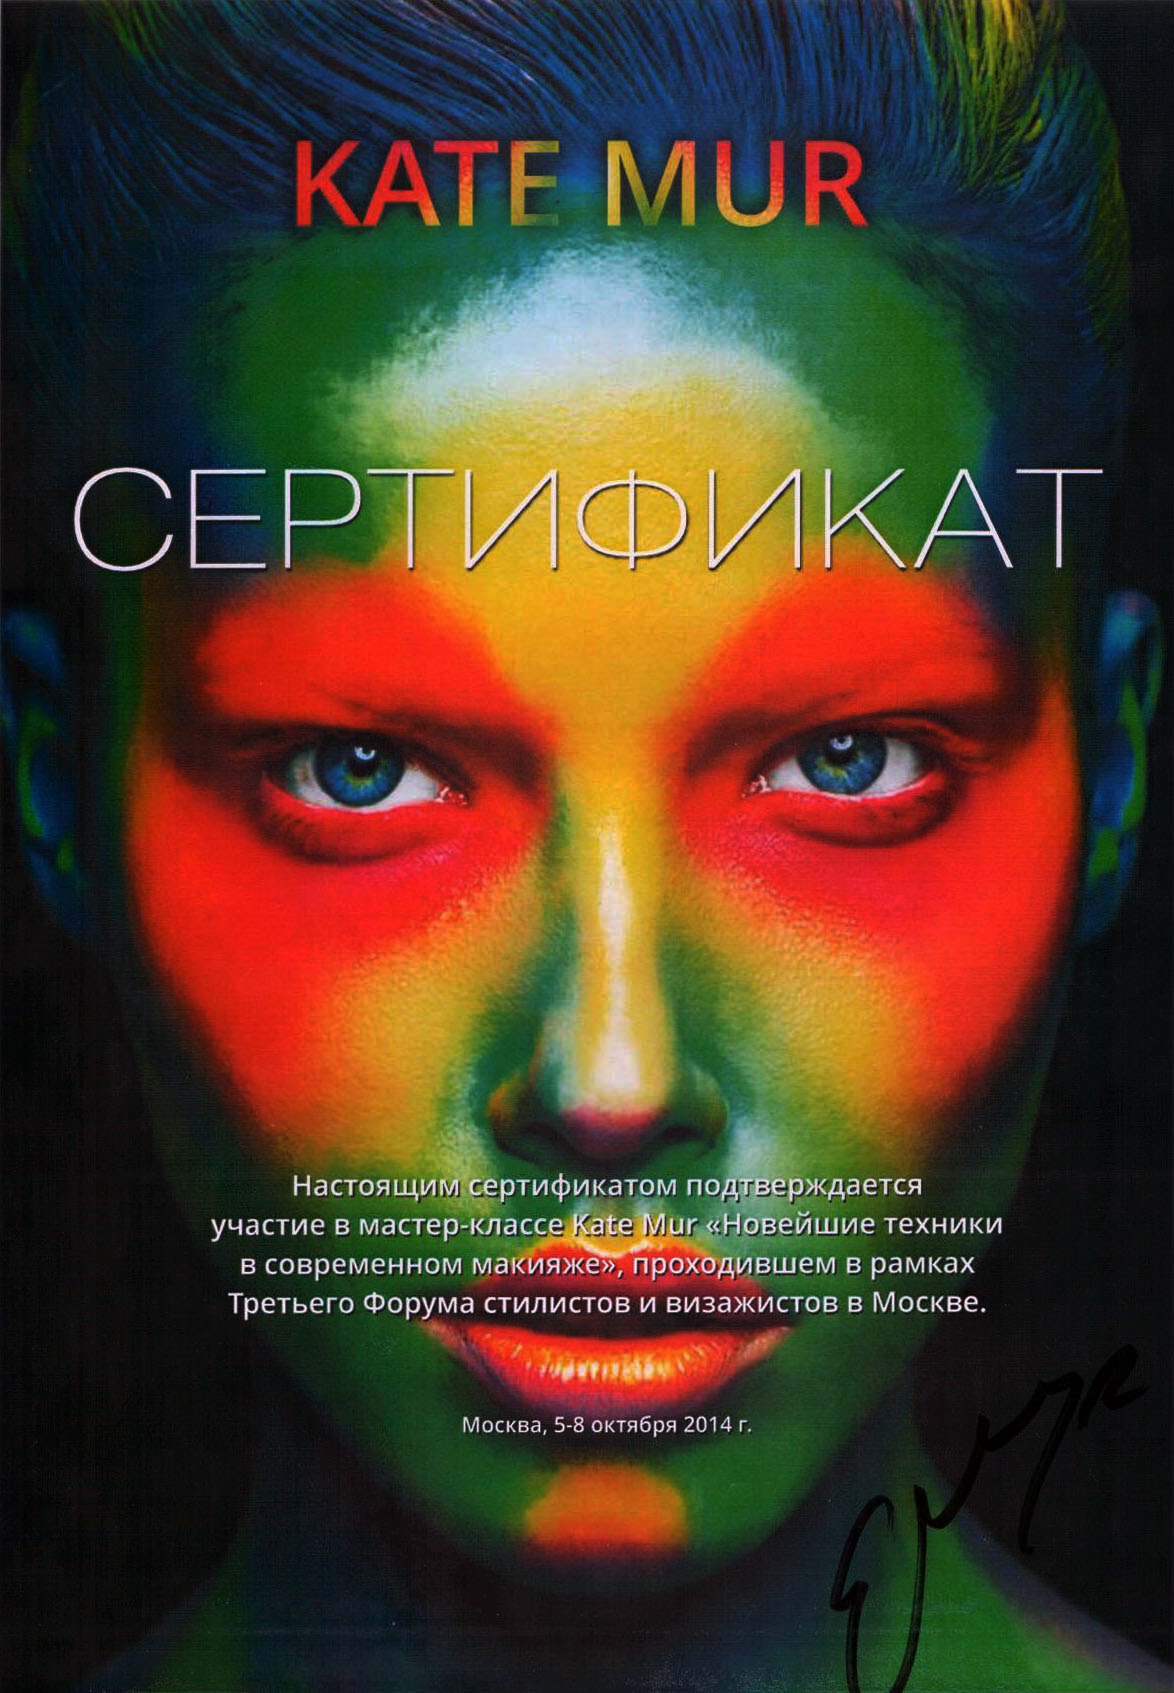 KATE MUR
СЕРТИФИКАТ
Настоящим сертификатом подтверждается
участие в мастер-классе Kate Mur «Новейшие техники
в современном макияже», проходившем в рамках
Третьего Форума стилистов и визажистов в Москве.
Москва, 5-8 октября 2014 г.